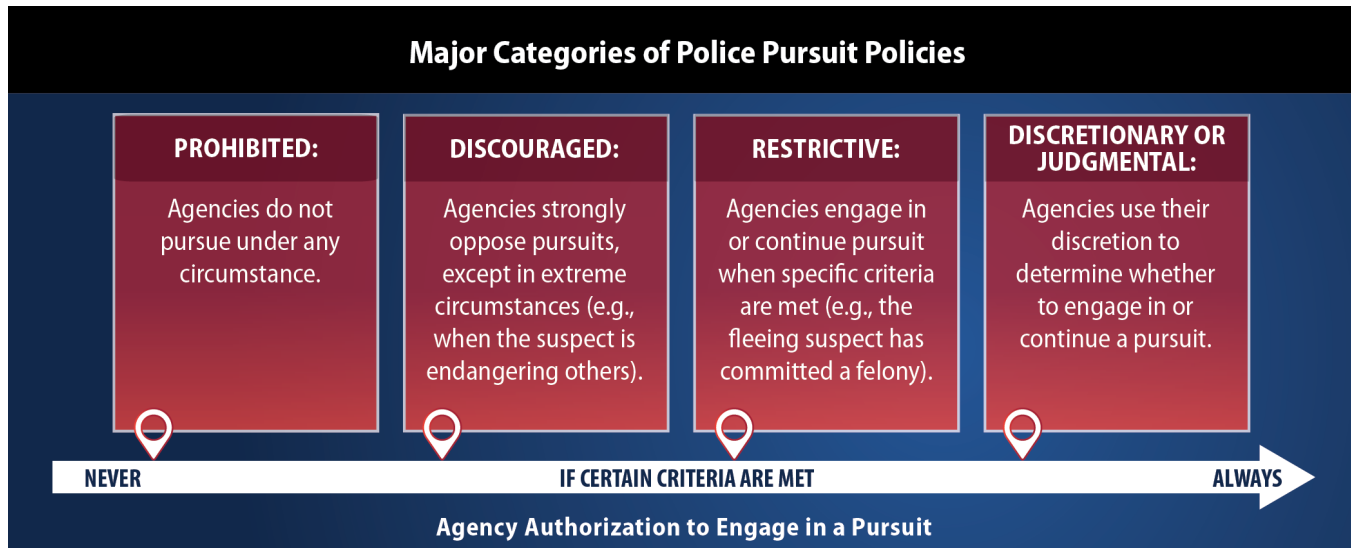 Major Categories of Police Pursuit Policies
PROHIBITED:
Agencies do not
pursue under any
circumstance.
DISCOURAGED:
Agencies strongly
oppose pursuits,
except in extreme
circumstances (e.g.,
when the suspect is
endangering others).
RESTRICTIVE:
Agencies engage in
or continue pursuit
when specific criteria
are met (e.g., the
fleeing suspect has
committed a felony).
DISCRETIONARY OR
JUDGMENTAL:
Agencies use their
discretion to
determine whether
to engage in or
continue a pursuit.
NEVER
IF CERTAIN CRITERIA ARE MET
ALWAYS
Agency Authorization to Engage in a Pursuit